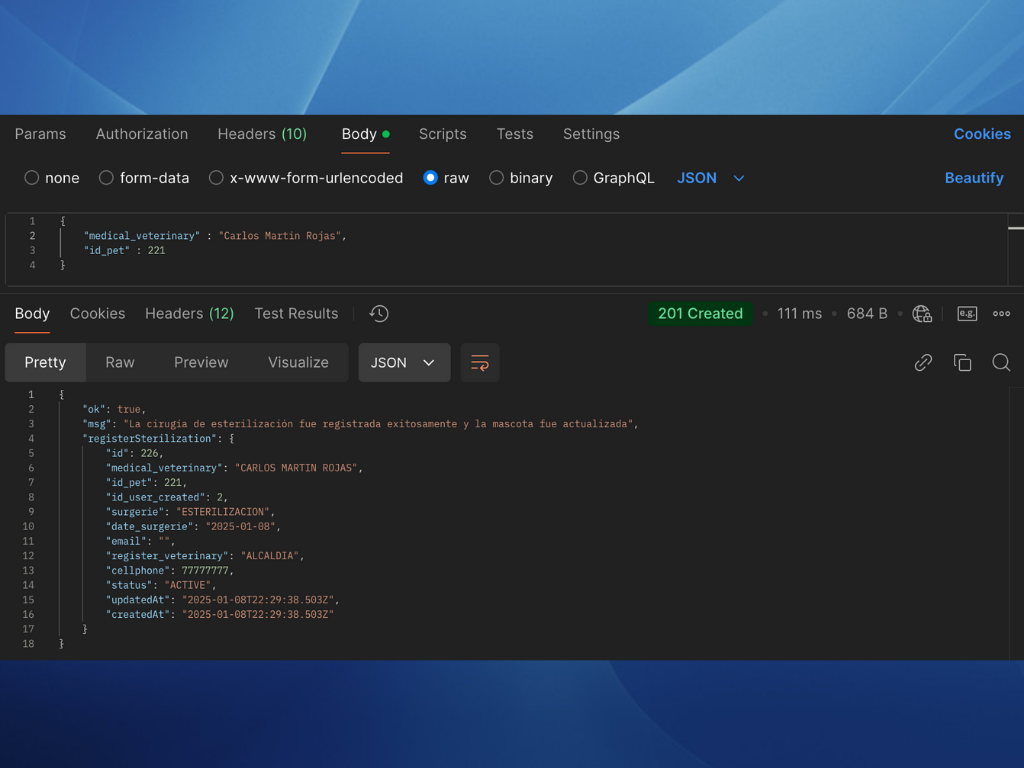 Params Authorization Headers (10) Body Scripts Tests Settings Cookies
none form-data x-www-form-urlencoded raw binary GraphQL JSON Beautify
1 {
2 "medical_veterinary" : "Carlos Martin Rojas",
3 "id_pet" : 221
4 }
Body Cookies Headers (12) Test Results 201 Created 111 ms 684 B e.g.
Pretty Raw Preview Visualize JSON
1 {
2 "ok": true,
3 "msg": "La cirugía de esterilización fue registrada exitosamente y la mascota fue actualizada",
4 "registerSterilization": {
5 "id": 226,
6 "medical_veterinary": "CARLOS MARTIN ROJAS",
7 "id_pet": 221,
8 "id_user_created": 2,
9 "surgerie": "ESTERILIZACION",
10 "date_surgerie": "2025-01-08",
11 "email": "",
12 "register_veterinary": "ALCALDIA",
13 "cellphone": 77777777,
14 "status": "ACTIVE",
15 "updatedAt": "2025-01-08T22:29:38.503Z",
16 "createdAt": "2025-01-08T22:29:38.503Z"
17 }
18 }